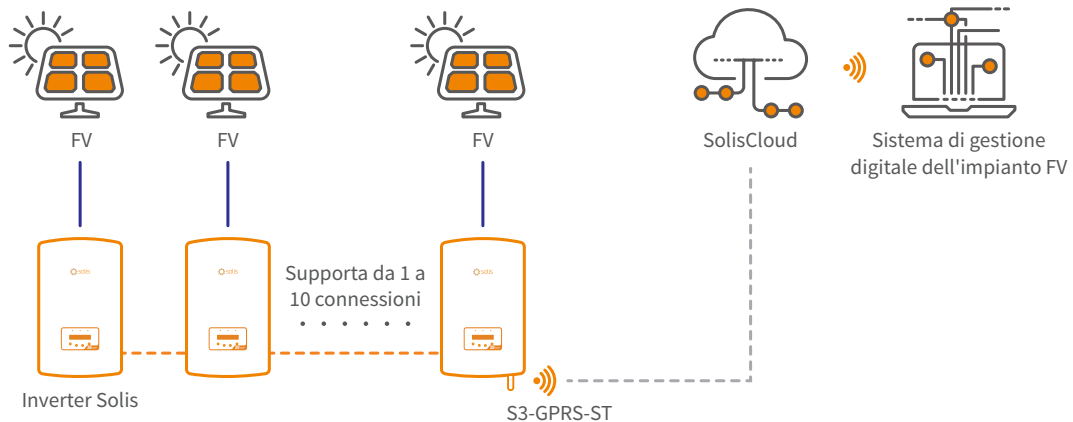 FV
FV
FV
SolisCloud
Sistema di gestione
digitale dell'impianto FV
solis
solis
solis
Supporta da 1 a
10 connessioni
Inverter Solis
S3-GPRS-ST